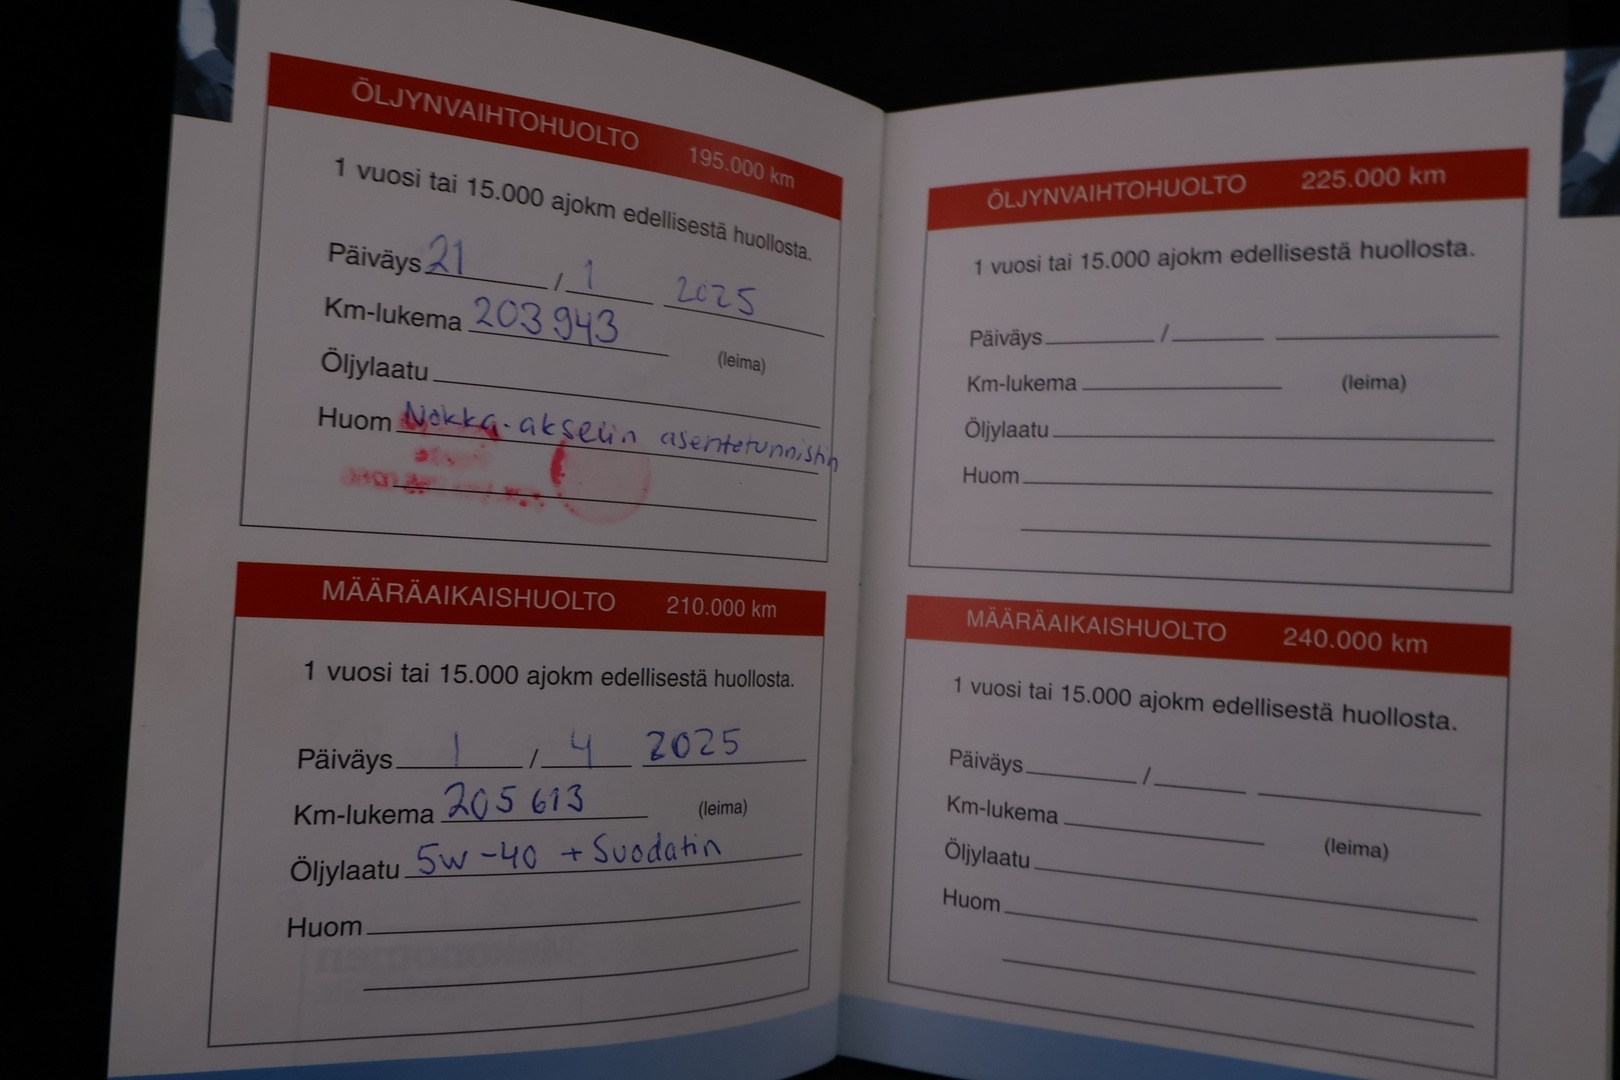 ÖLJYNVAIHTOHUOLTO 195.000 km
1 vuosi tai 15.000 ajokm edellisestä huollosta.
Päiväys 21 / 1 2025
Km-lukema 203 943
(leima)
Öljylaatu
Huom Nokka-akselin asentotunnistin
MÄÄRÄAIKAISHUOLTO 210.000 km
1 vuosi tai 15.000 ajokm edellisestä huollosta.
Päiväys 1 / 4 2025
Km-lukema 205 613
(leima)
Öljylaatu 5W-40 + Suodatin
Huom
ÖLJYNVAIHTOHUOLTO 225.000 km
1 vuosi tai 15.000 ajokm edellisestä huollosta.
Päiväys /
Km-lukema (leima)
Öljylaatu
Huom
MÄÄRÄAIKAISHUOLTO 240.000 km
1 vuosi tai 15.000 ajokm edellisestä huollosta.
Päiväys /
Km-lukema
(leima)
Öljylaatu
Huom